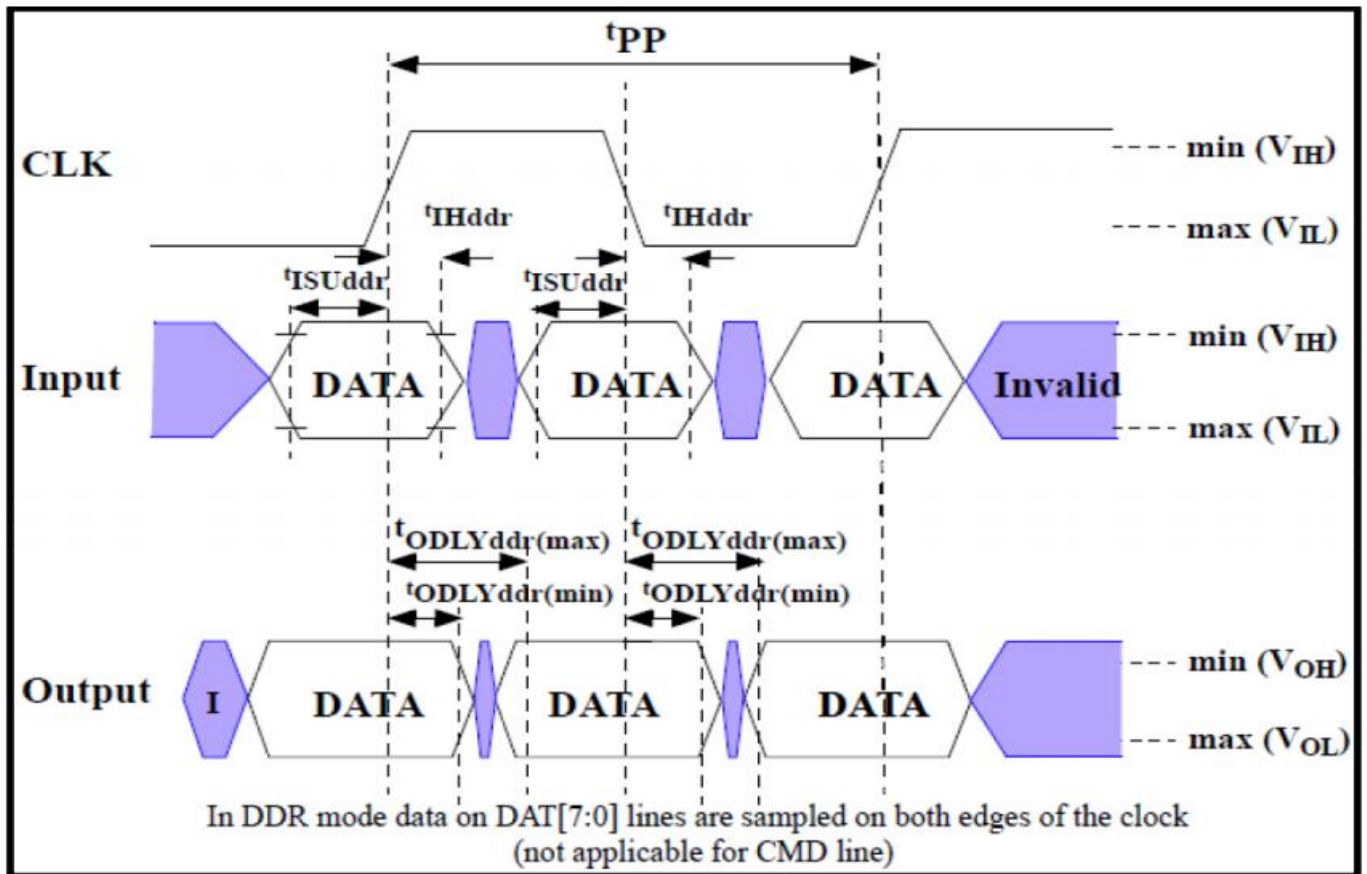 tPP
CLK
min (VIH)
tIHddr
tIHddr
max (VIL)
tISUddr
tISUddr
min (VIH)
Input
DATA
DATA
DATA
Invalid
max (VIL)
tODLYddr(max)
tODLYddr(max)
tODLYddr(min)
tODLYddr(min)
min (VOH)
Output
I
DATA
DATA
DATA
max (VOL)
In DDR mode data on DAT[7:0] lines are sampled on both edges of the clock
(not applicable for CMD line)